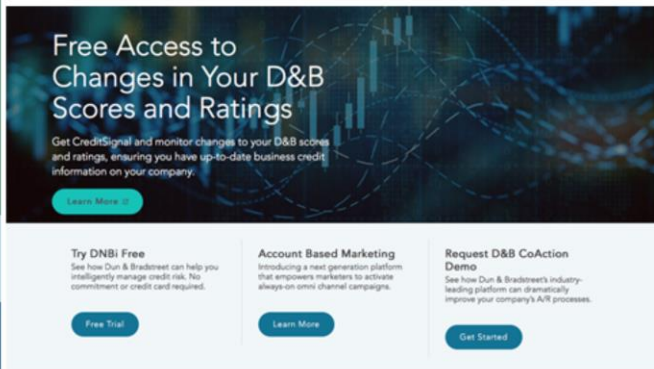 Free Access to
Changes in Your D&B
Scores and Ratings
Get CreditSignal and monitor changes to your D&B scores
and ratings, ensuring you have up-to-date business credit
information on your company.
Learn More
Try DNBi Free
See how Dun & Bradstreet can help you
intelligently manage credit risk. No
commitment or credit card required.
Free Trial
Account Based Marketing
Introducing a next generation platform
that empowers marketers to activate
always-on omni channel campaigns.
Learn More
Request D&B CoAction
Demo
See how Dun & Bradstreet's industry-
leading platform can dramatically
improve your company's A/R processes.
Get Started